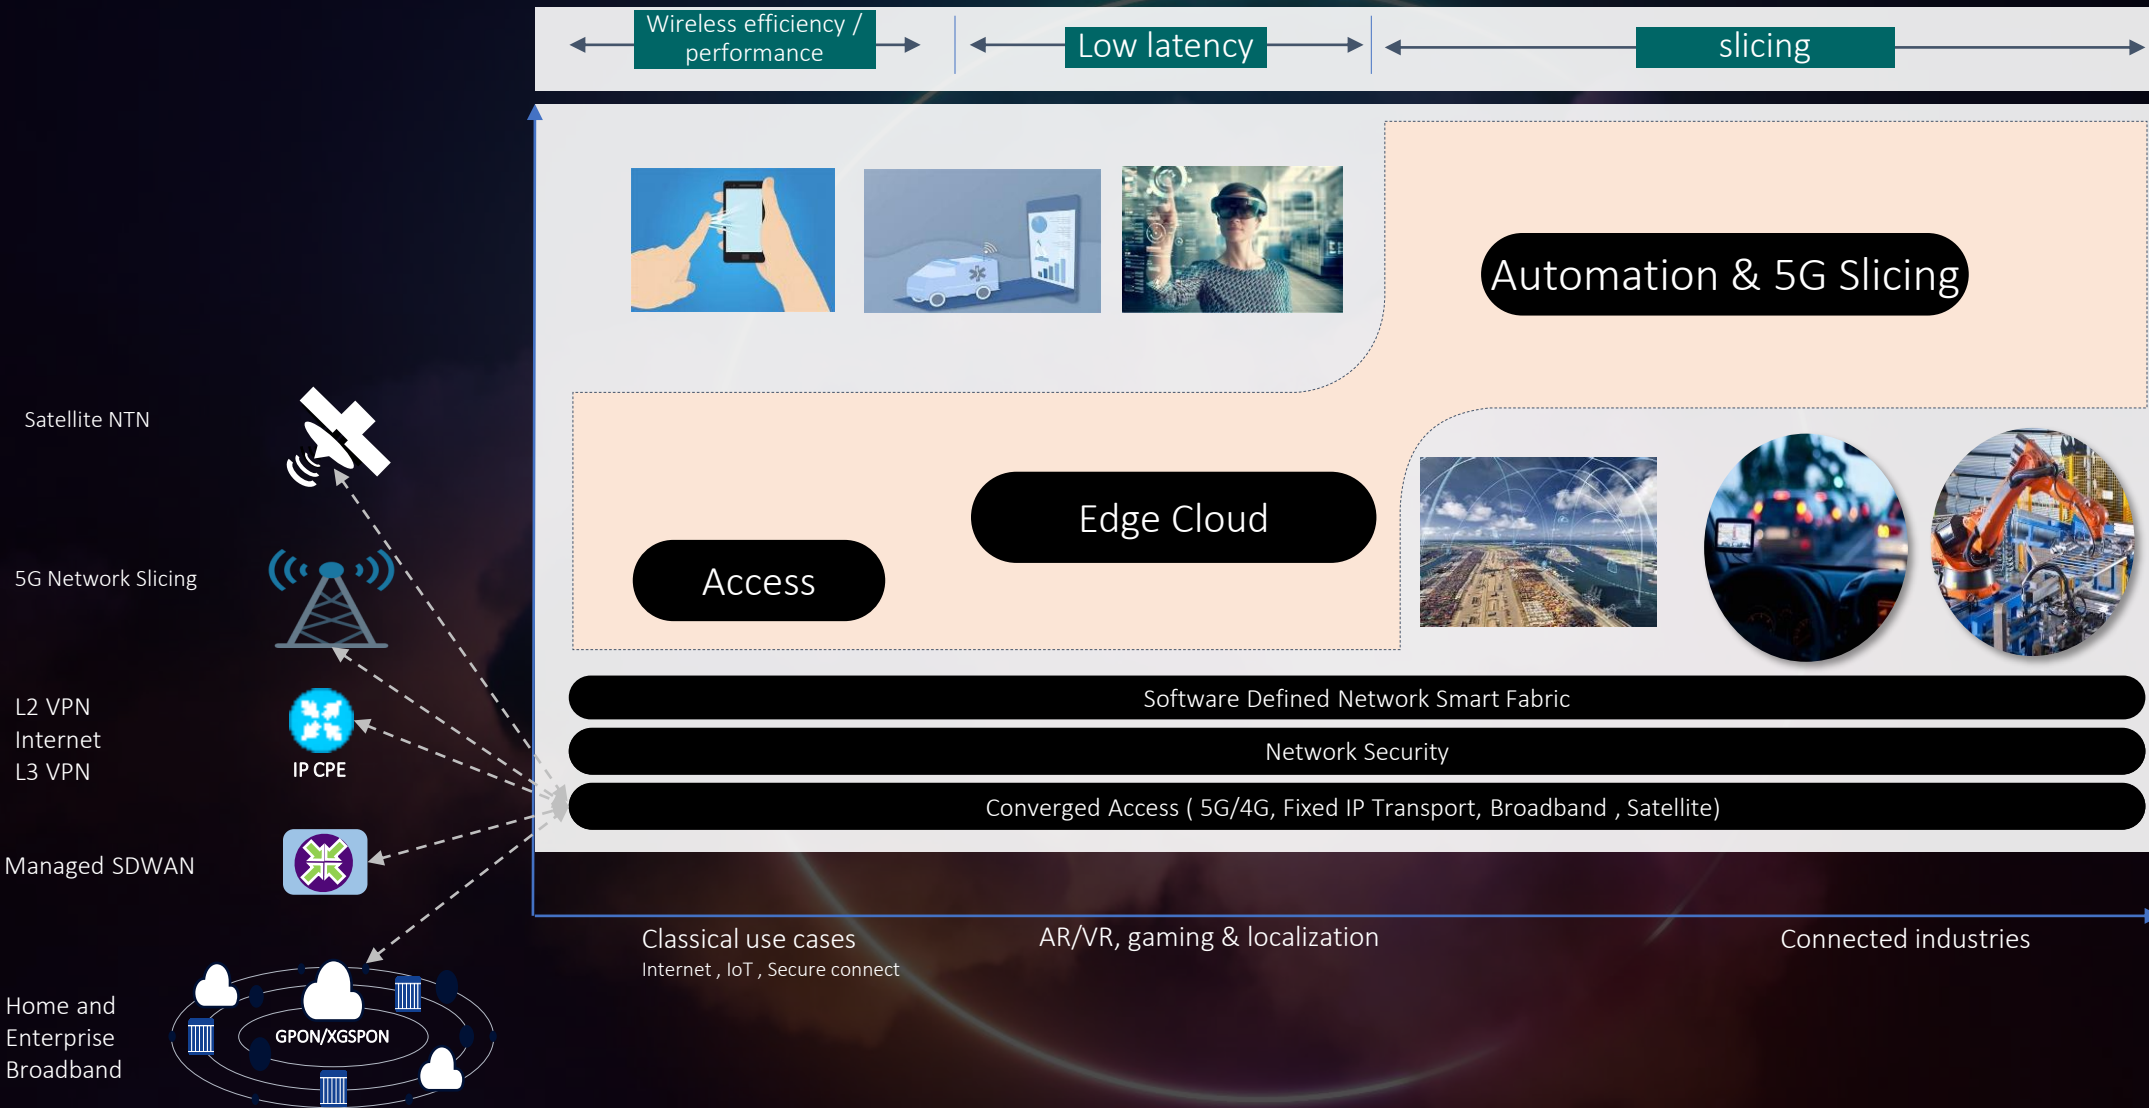 Wireless efficiency /
performance
Low latency
slicing
Automation & 5G Slicing
Edge Cloud
Access
Satellite NTN
5G Network Slicing
L2 VPN
Internet
L3 VPN
IP CPE
Managed SDWAN
Home and
Enterprise
Broadband
GPON/XGSPON
Software Defined Network Smart Fabric
Network Security
Converged Access ( 5G/4G, Fixed IP Transport, Broadband , Satellite)
Classical use cases
Internet , IoT , Secure connect
AR/VR, gaming & localization
Connected industries